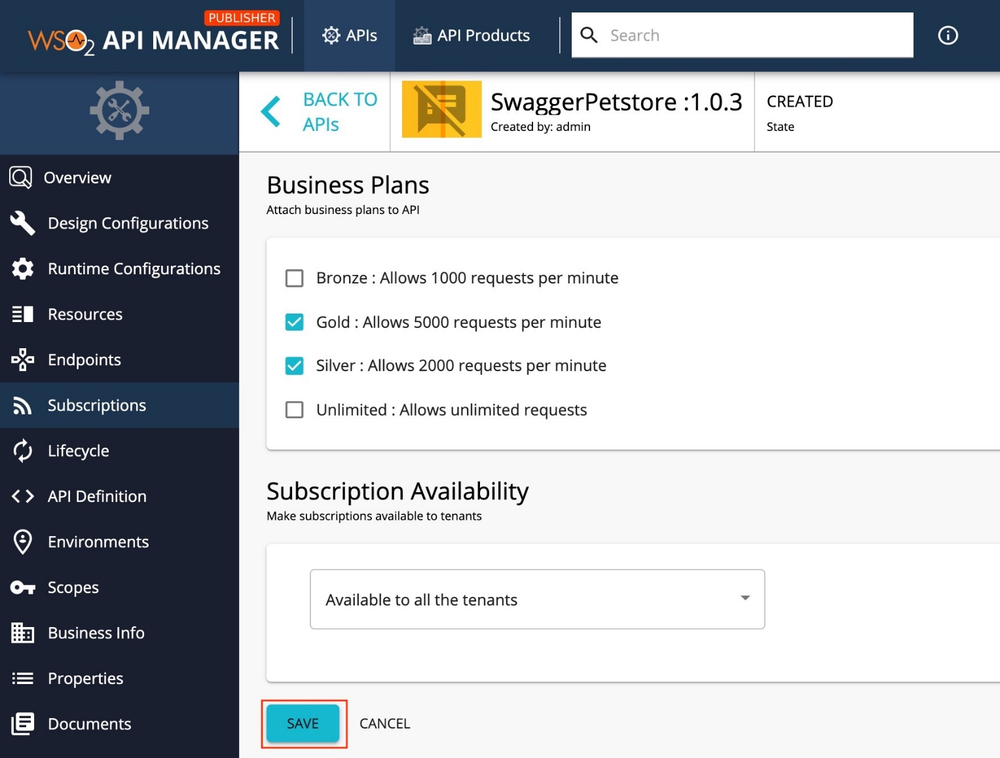 PUBLISHER
WSO2 API MANAGER
APIs
API Products
Search
BACK TO
APIs
SwaggerPetstore :1.0.3
Created by: admin
CREATED
State
Overview
Design Configurations
Runtime Configurations
Resources
Endpoints
Subscriptions
Lifecycle
API Definition
Environments
Scopes
Business Info
Properties
Documents
Business Plans
Attach business plans to API
Bronze : Allows 1000 requests per minute
Gold : Allows 5000 requests per minute
Silver : Allows 2000 requests per minute
Unlimited : Allows unlimited requests
Subscription Availability
Make subscriptions available to tenants
Available to all the tenants
SAVE
CANCEL